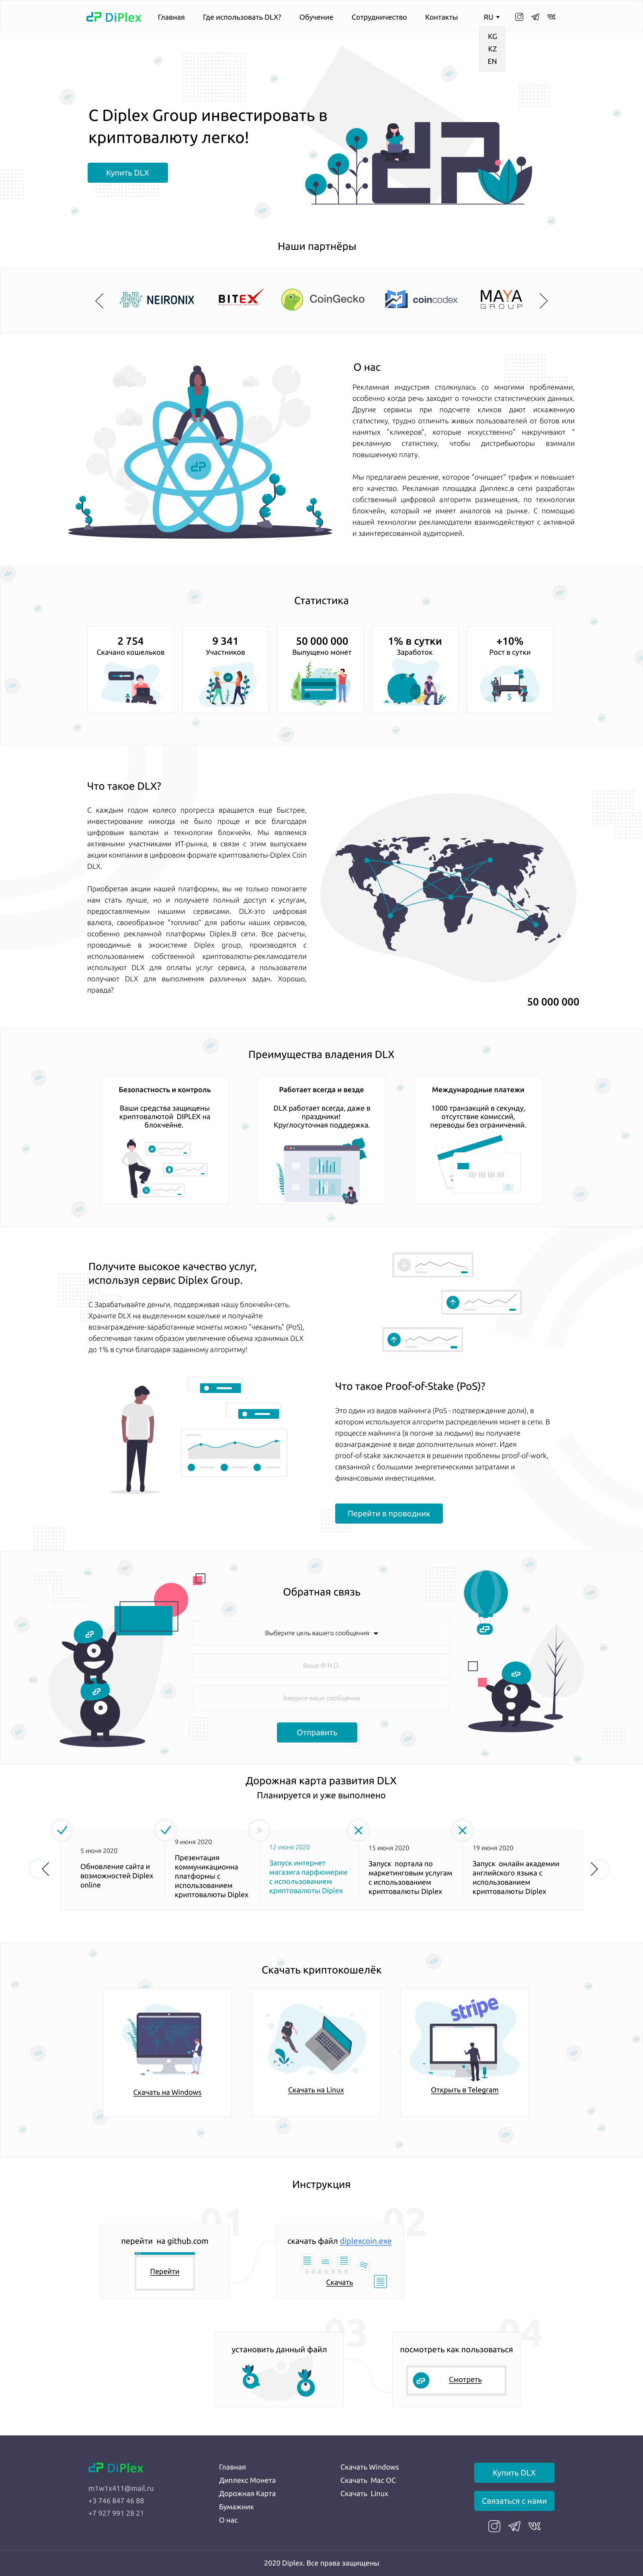 DiPlex
Главная
Где использовать DLX?
Обучение
Сотрудничество
Контакты
RU
KG
KZ
EN
С Diplex Group инвестировать в
криптовалюту легко!
Купить DLX
Наши партнёры
NEIRONIX
BITEX
CoinGecko
coincodex
MAYA
GROUP
О нас
Рекламная индустрия столкнулась со многими проблемами,
особенно когда речь заходит о точности статистических данных.
Другие сервисы при подсчете кликов дают искаженную
статистику, трудно отличить живых пользователей от ботов или
нанятых "кликеров", которые искусственно" накручивают "
рекламную статистику, чтобы дистрибьюторы взимали
повышенную плату.
Мы предлагаем решение, которое "очищает" трафик и повышает
его качество. Рекламная площадка Диплекс.в сети разработан
собственный цифровой алгоритм размещения, по технологии
блокчейн, который не имеет аналогов на рынке. С помощью
нашей технологии рекламодатели взаимодействуют с активной
и заинтересованной аудиторией.
Статистика
2 754
Скачано кошельков
9 341
Участников
50 000 000
Выпущено монет
1% в сутки
Заработок
+10%
Рост в сутки
Что такое DLX?
С каждым годом колесо прогресса вращается еще быстрее,
инвестирование никогда не было проще и все благодаря
цифровым валютам и технологии блокчейн. Мы являемся
активными участниками ИТ-рынка, в связи с этим выпускаем
акции компании в цифровом формате криптовалюты-Diplex Coin
DLX.
Приобретая акции нашей платформы, вы не только помогаете
нам стать лучше, но и получаете полный доступ к услугам,
предоставляемым нашими сервисами. DLX-это цифровая
валюта, своеобразное "топливо" для работы наших сервисов,
особенно рекламной платформы Diplex.В сети. Все расчеты,
проводимые в экосистеме Diplex group, производятся с
использованием собственной криптовалюты-рекламодатели
используют DLX для оплаты услуг сервиса, а пользователи
получают DLX для выполнения различных задач. Хорошо,
правда?
50 000 000
Преимущества владения DLX
Безопастность и контроль
Ваши средства защищены
криптовалютой DIPLEX на
блокчейне.
Работает всегда и везде
DLX работает всегда, даже в
праздники!
Круглосуточная поддержка.
Международные платежи
1000 транзакций в секунду,
отсутствие комиссий,
переводы без ограничений.
Получите высокое качество услуг,
используя сервис Diplex Group.
С Зарабатывайте деньги, поддерживая нашу блокчейн-сеть.
Храните DLX на выделенном кошельке и получайте
вознаграждение-заработанные монеты можно "чеканить" (PoS),
обеспечивая таким образом увеличение объема хранимых DLX
до 1% в сутки благодаря заданному алгоритму!
Что такое Proof-of-Stake (PoS)?
Это один из видов майнинга (PoS - подтверждение доли), в
котором используется алгоритм распределения монет в сети. В
процессе майнинга (в погоне за людьми) вы получаете
вознаграждение в виде дополнительных монет. Идея
proof-of-stake заключается в решении проблемы proof-of-work,
связанной с большими энергетическими затратами и
финансовыми инвестициями.
Перейти в проводник
Обратная связь
Выберите цель вашего сообщения
Ваше Ф.И.О.
Введите ваше сообщение
Отправить
Дорожная карта развития DLX
Планируется и уже выполнено
5 июня 2020
Обновление сайта и
возможностей Diplex
online
9 июня 2020
Презентация
коммуникационна
платформы с
использованием
криптовалюты Diplex
12 июня 2020
Запуск интернет
магазига парфюмерии
с использованием
криптовалюты Diplex
15 июня 2020
Запуск портала по
маркетинговым услугам
с использованием
криптовалюты Diplex
19 июня 2020
Запуск онлайн академии
английского языка с
использованием
криптовалюты Diplex
Скачать криптокошелёк
Скачать на Windows
Скачать на Linux
stripe
Открыть в Telegram
Инструкция
01
перейти на github.com
Перейти
02
скачать файл diplexcoin.exe
Скачать
03
установить данный файл
04
посмотреть как пользоваться
Смотреть
DiPlex
m1w1x411@mail.ru
+3 746 847 46 88
+7 927 991 28 21
Главная
Диплекс Монета
Дорожная Карта
Бумажник
О нас
Скачать Windows
Скачать Mac ОС
Скачать Linux
Купить DLX
Связаться с нами
2020 Diplex. Все права защищены